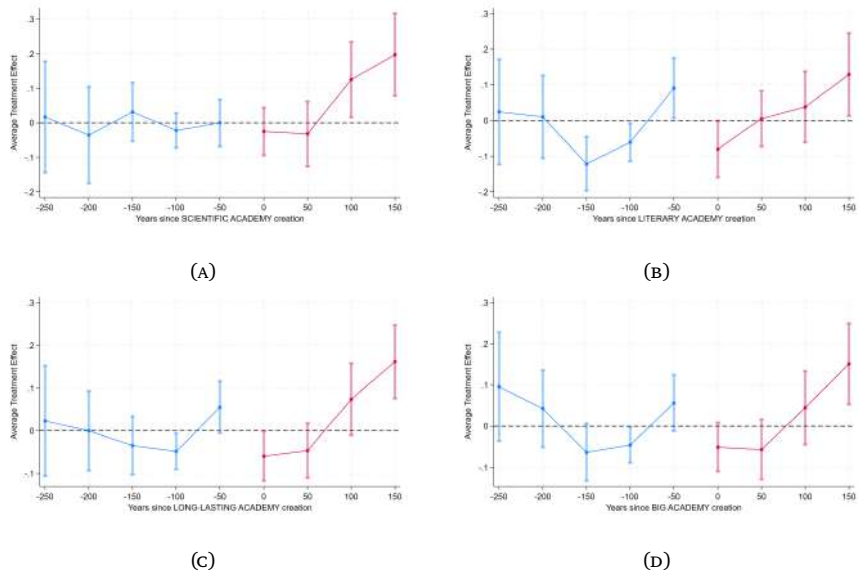 .3
.2
.1
0
-.1
-.2
Average Treatment Effect
-250 -200 -150 -100 -50 0 50 100 150
Years since SCIENTIFIC ACADEMY creation
(A)
.3
.2
.1
0
-.1
-.2
Average Treatment Effect
-250 -200 -150 -100 -50 0 50 100 150
Years since LITERARY ACADEMY creation
(B)
.3
.2
.1
0
-.1
Average Treatment Effect
-250 -200 -150 -100 -50 0 50 100 150
Years since LONG-LASTING ACADEMY creation
(C)
.3
.2
.1
0
-.1
Average Treatment Effect
-250 -200 -150 -100 -50 0 50 100 150
Years since BIG ACADEMY creation
(D)